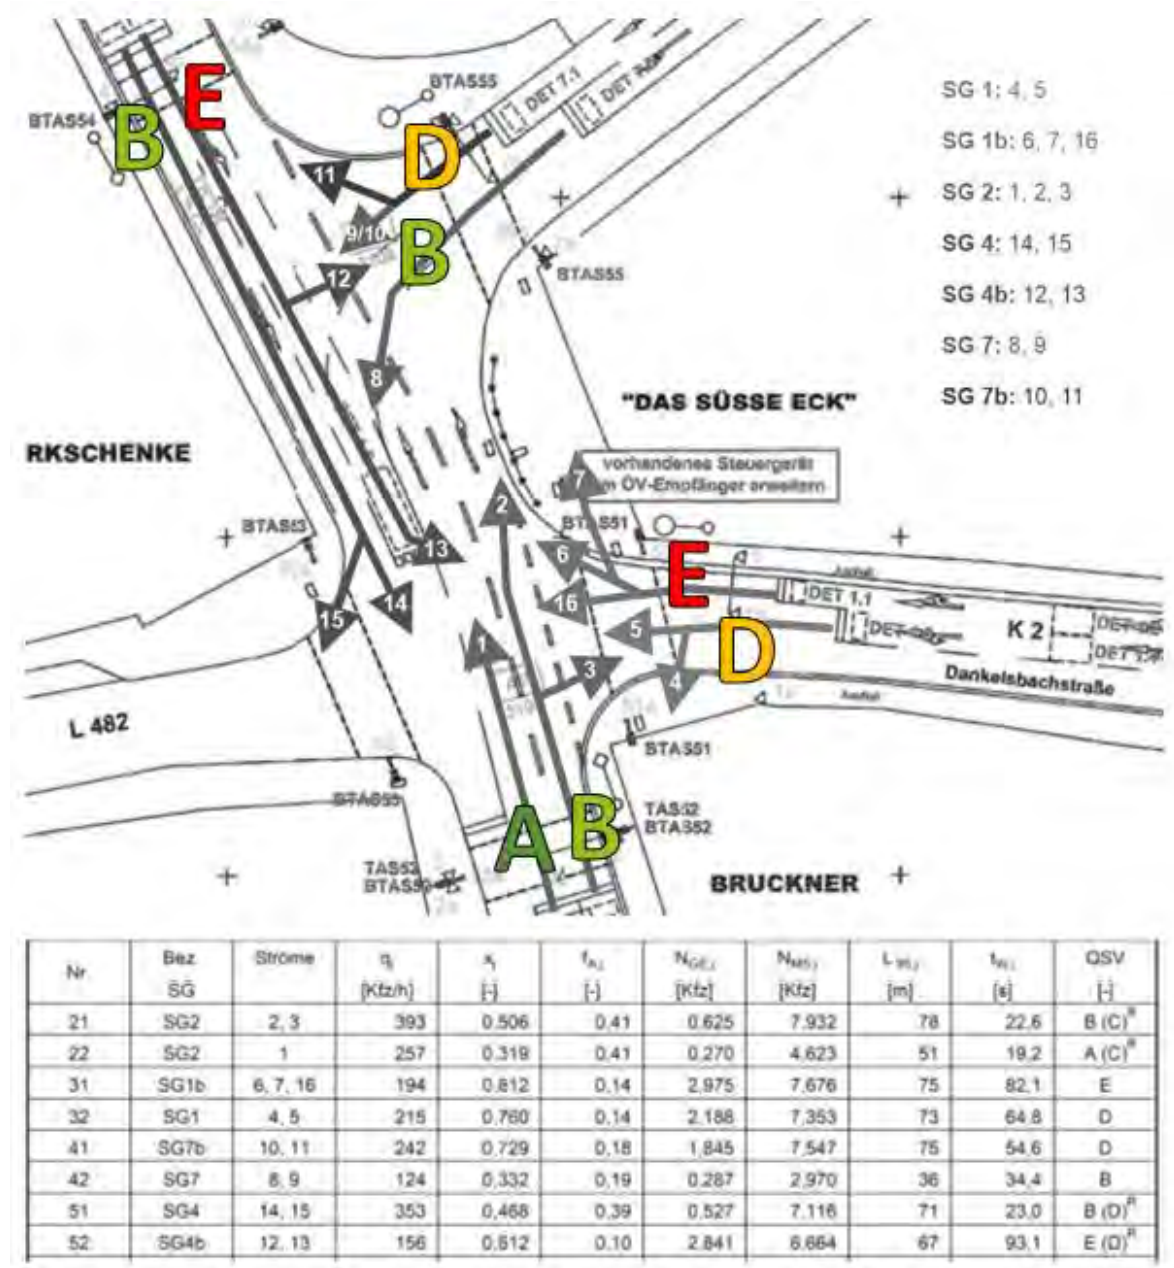 BTAS55
DET 7.1
E
BTAS54
B
D
11
9/10
B
12
BTAS55
8
SG 1: 4, 5
SG 1b: 6, 7, 16
SG 2: 1, 2, 3
SG 4: 14, 15
SG 4b: 12, 13
SG 7: 8, 9
SG 7b: 10, 11
"DAS SÜSSE ECK"
RKSCHENKE
vorhandenes Steuergerät
m ÖV-Empfänger erweitern
7
2
BTAS53
BTAS51
13
6
E
DET 1.1
16
14
15
5
K 2
1
D
3
4
Dankelsbachstraße
L 482
BTAS51
BTAS55
A
B
TAS52
BTAS52
TAS52
BTAS52
BRUCKNER
Nr. Bez. SG Ströme qj [Kfz/h] xj [-] fA,j [-] NGE,j [Kfz] NMS,j [Kfz] L95,j [m] tW,j [s] QSV [-]
21 SG2 2, 3 393 0,506 0,41 0,625 7,932 78 22,6 B (C)R
22 SG2 1 257 0,319 0,41 0,270 4,623 51 19,2 A (C)R
31 SG1b 6, 7, 16 194 0,812 0,14 2,975 7,676 75 82,1 E
32 SG1 4, 5 215 0,760 0,14 2,188 7,353 73 64,8 D
41 SG7b 10, 11 242 0,729 0,18 1,845 7,547 75 54,6 D
42 SG7 8, 9 124 0,332 0,19 0,287 2,970 36 34,4 B
51 SG4 14, 15 353 0,468 0,39 0,527 7,116 71 23,0 B (D)R
52 SG4b 12, 13 156 0,812 0,10 2,841 6,664 67 93,1 E (D)R